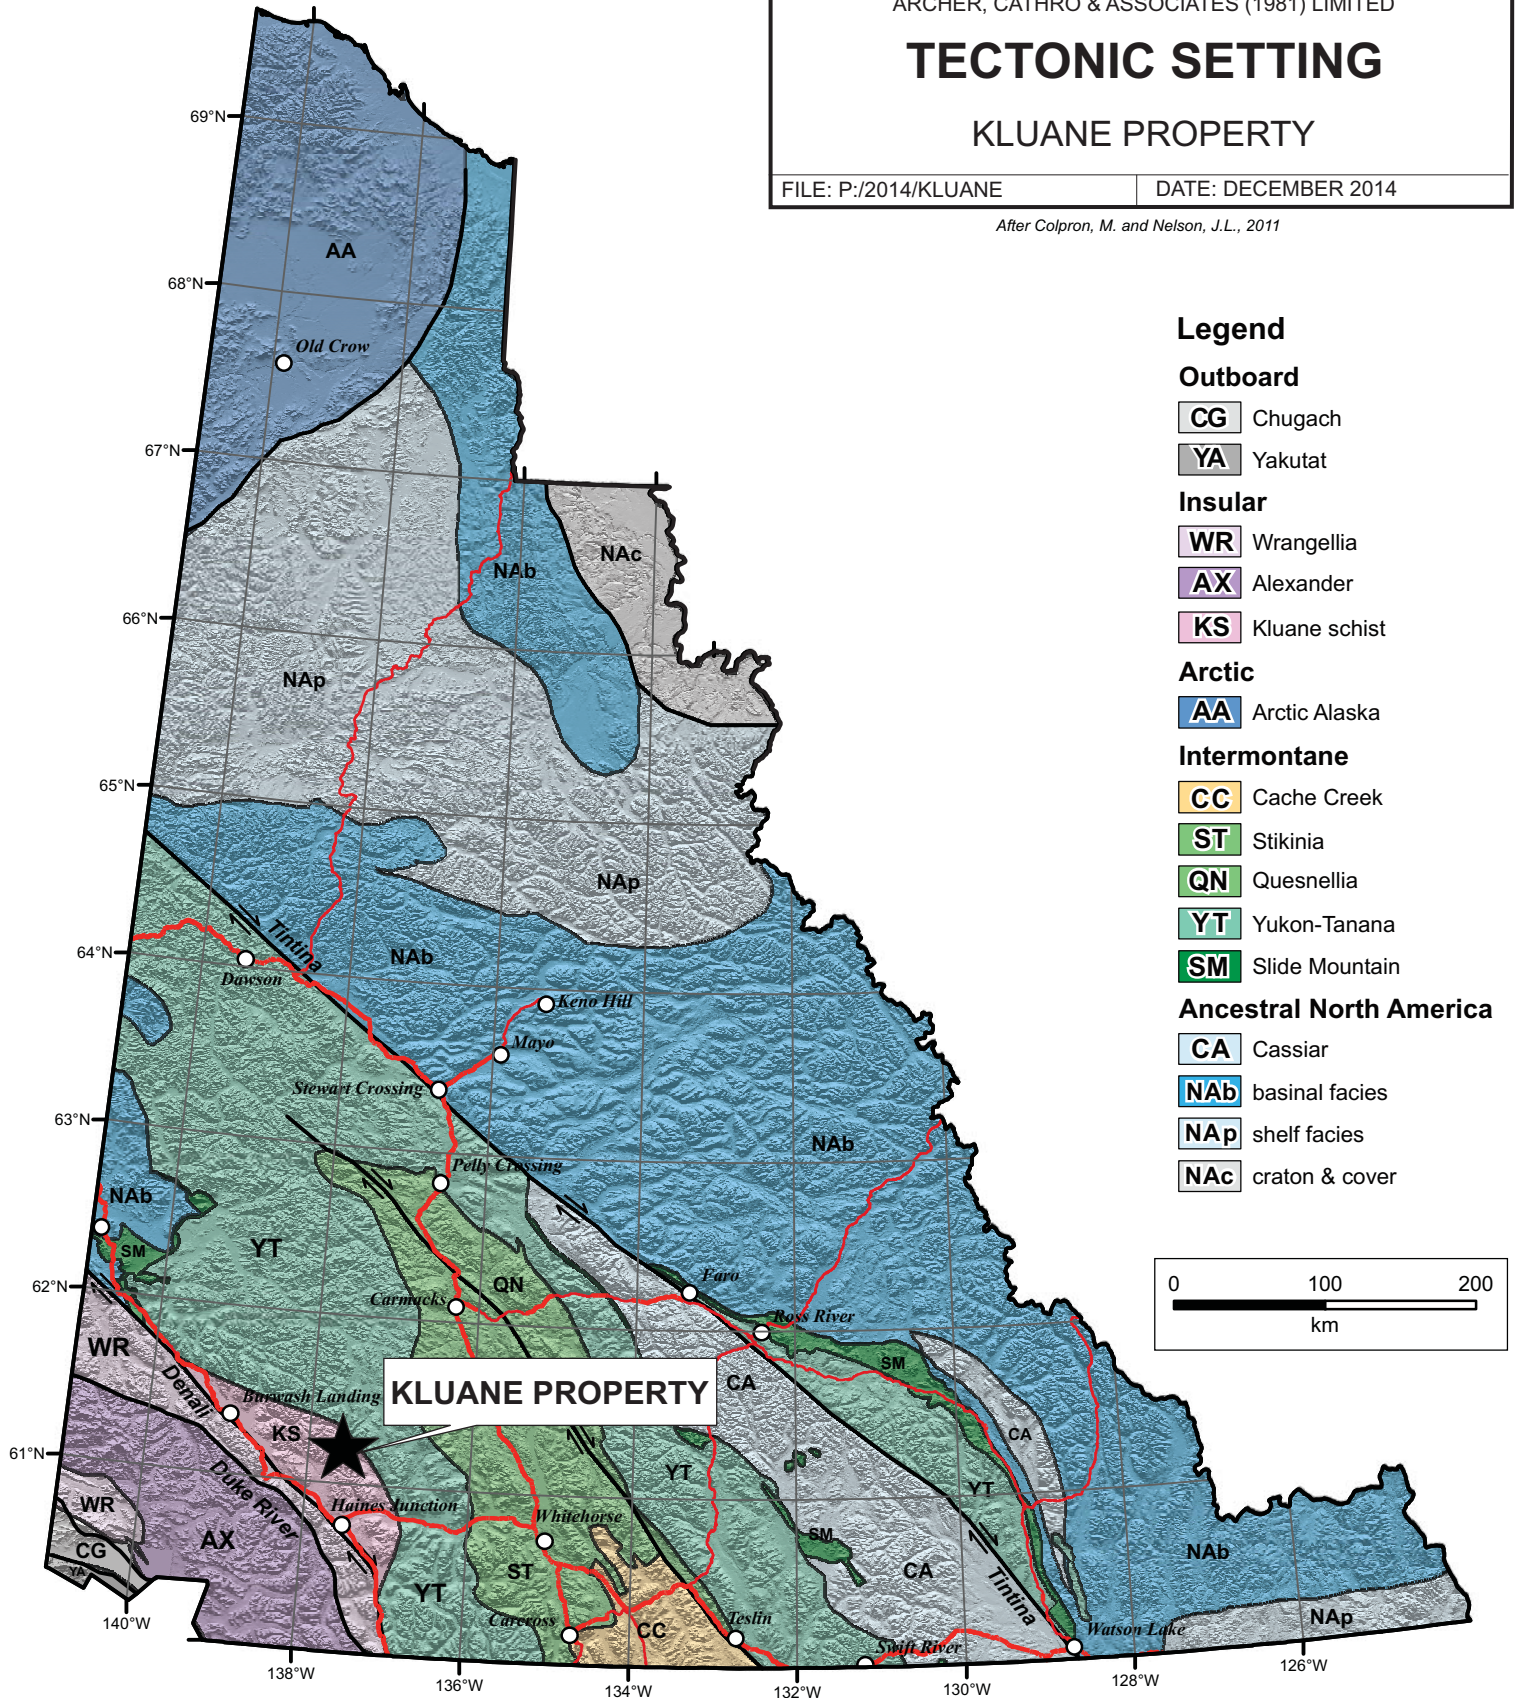 ARCHER, CATHRO & ASSOCIATES (1981) LIMITED
TECTONIC SETTING
KLUANE PROPERTY
FILE: P:/2014/KLUANE
DATE: DECEMBER 2014
After Colpron, M. and Nelson, J.L., 2011
69°N
AA
68°N
Old Crow
67°N
NAc
NAb
66°N
NAp
65°N
NAp
Tintina
64°N
NAb
Dawson
Keno Hill
Mayo
Stewart Crossing
63°N
NAb
Pelly Crossing
NAb
YT
SM
62°N
QN
Faro
Carmacks
Ross River
WR
SM
Denali
Burwash Landing
KLUANE PROPERTY
CA
KS
CA
61°N
Duke River
YT
YT
WR
Haines Junction
Whitehorse
SM
AX
CG
YA
ST
CA
NAb
YT
Tintina
Carcross
CC
Teslin
Swift River
Watson Lake
NAp
140°W
138°W
136°W
134°W
132°W
130°W
128°W
126°W
Legend
Outboard
CG Chugach
YA Yakutat
Insular
WR Wrangellia
AX Alexander
KS Kluane schist
Arctic
AA Arctic Alaska
Intermontane
CC Cache Creek
ST Stikinia
QN Quesnellia
YT Yukon-Tanana
SM Slide Mountain
Ancestral North America
CA Cassiar
NAb basinal facies
NAp shelf facies
NAc craton & cover
0 100 200
km